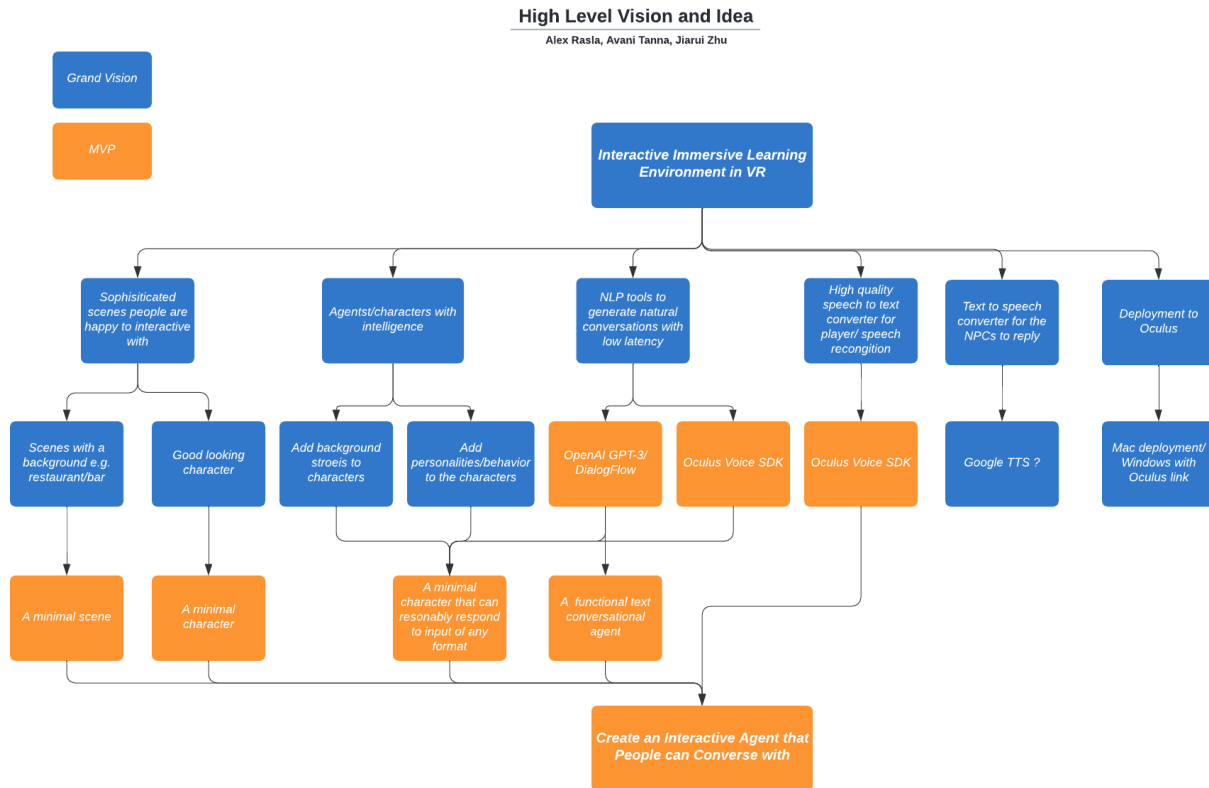 High Level Vision and Idea
Alex Rasla, Avani Tanna, Jiarui Zhu
Grand Vision
MVP
Interactive Immersive Learning
Environment in VR
Sophisiticated
scenes people are
happy to interactive
with
Agenst/characters with
intelligence
NLP tools to
generate natural
conversations with
low latency
High quality
speech to text
converter for
player/ speech
recongition
Text to speech
converter for the
NPCs to reply
Deployment to
Oculus
Scenes with a
background e.g.
restaurant/bar
Good looking
character
Add background
stroeis to
characters
Add
personalities/behavior
to the characters
OpenAI GPT-3/
DialogFlow
Oculus Voice SDK
Oculus Voice SDK
Google TTS ?
Mac deployment/
Windows with
Oculus link
A minimal scene
A minimal
character
A minimal
character that can
resonably respond
to input of any
format
A functional text
conversational
agent
Create an Interactive Agent that
People can Converse with